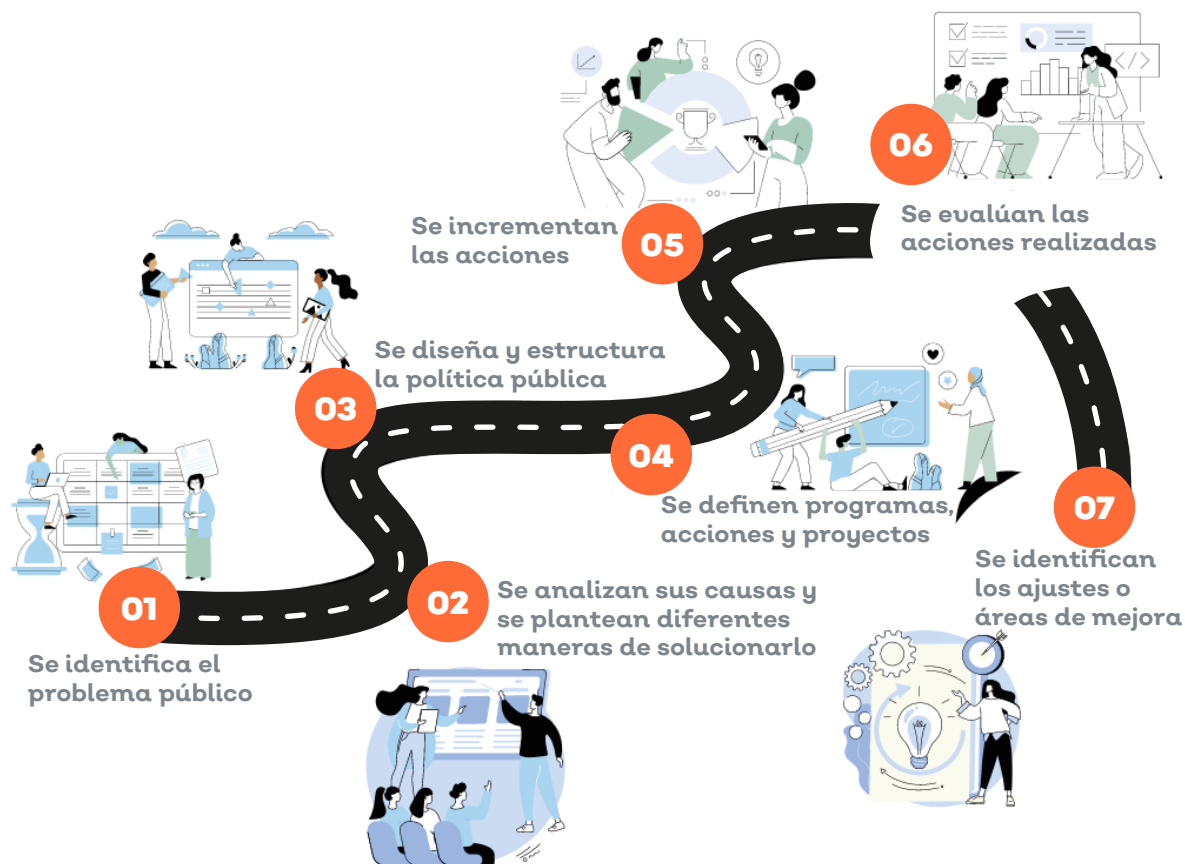 01
Se identifica el
problema público
02
Se analizan sus causas y
se plantean diferentes
maneras de solucionarlo
03
Se diseña y estructura
la política pública
04
Se definen programas,
acciones y proyectos
05
Se incrementan
las acciones
06
Se evalúan las
acciones realizadas
</>
07
Se identifican
los ajustes o
áreas de mejora